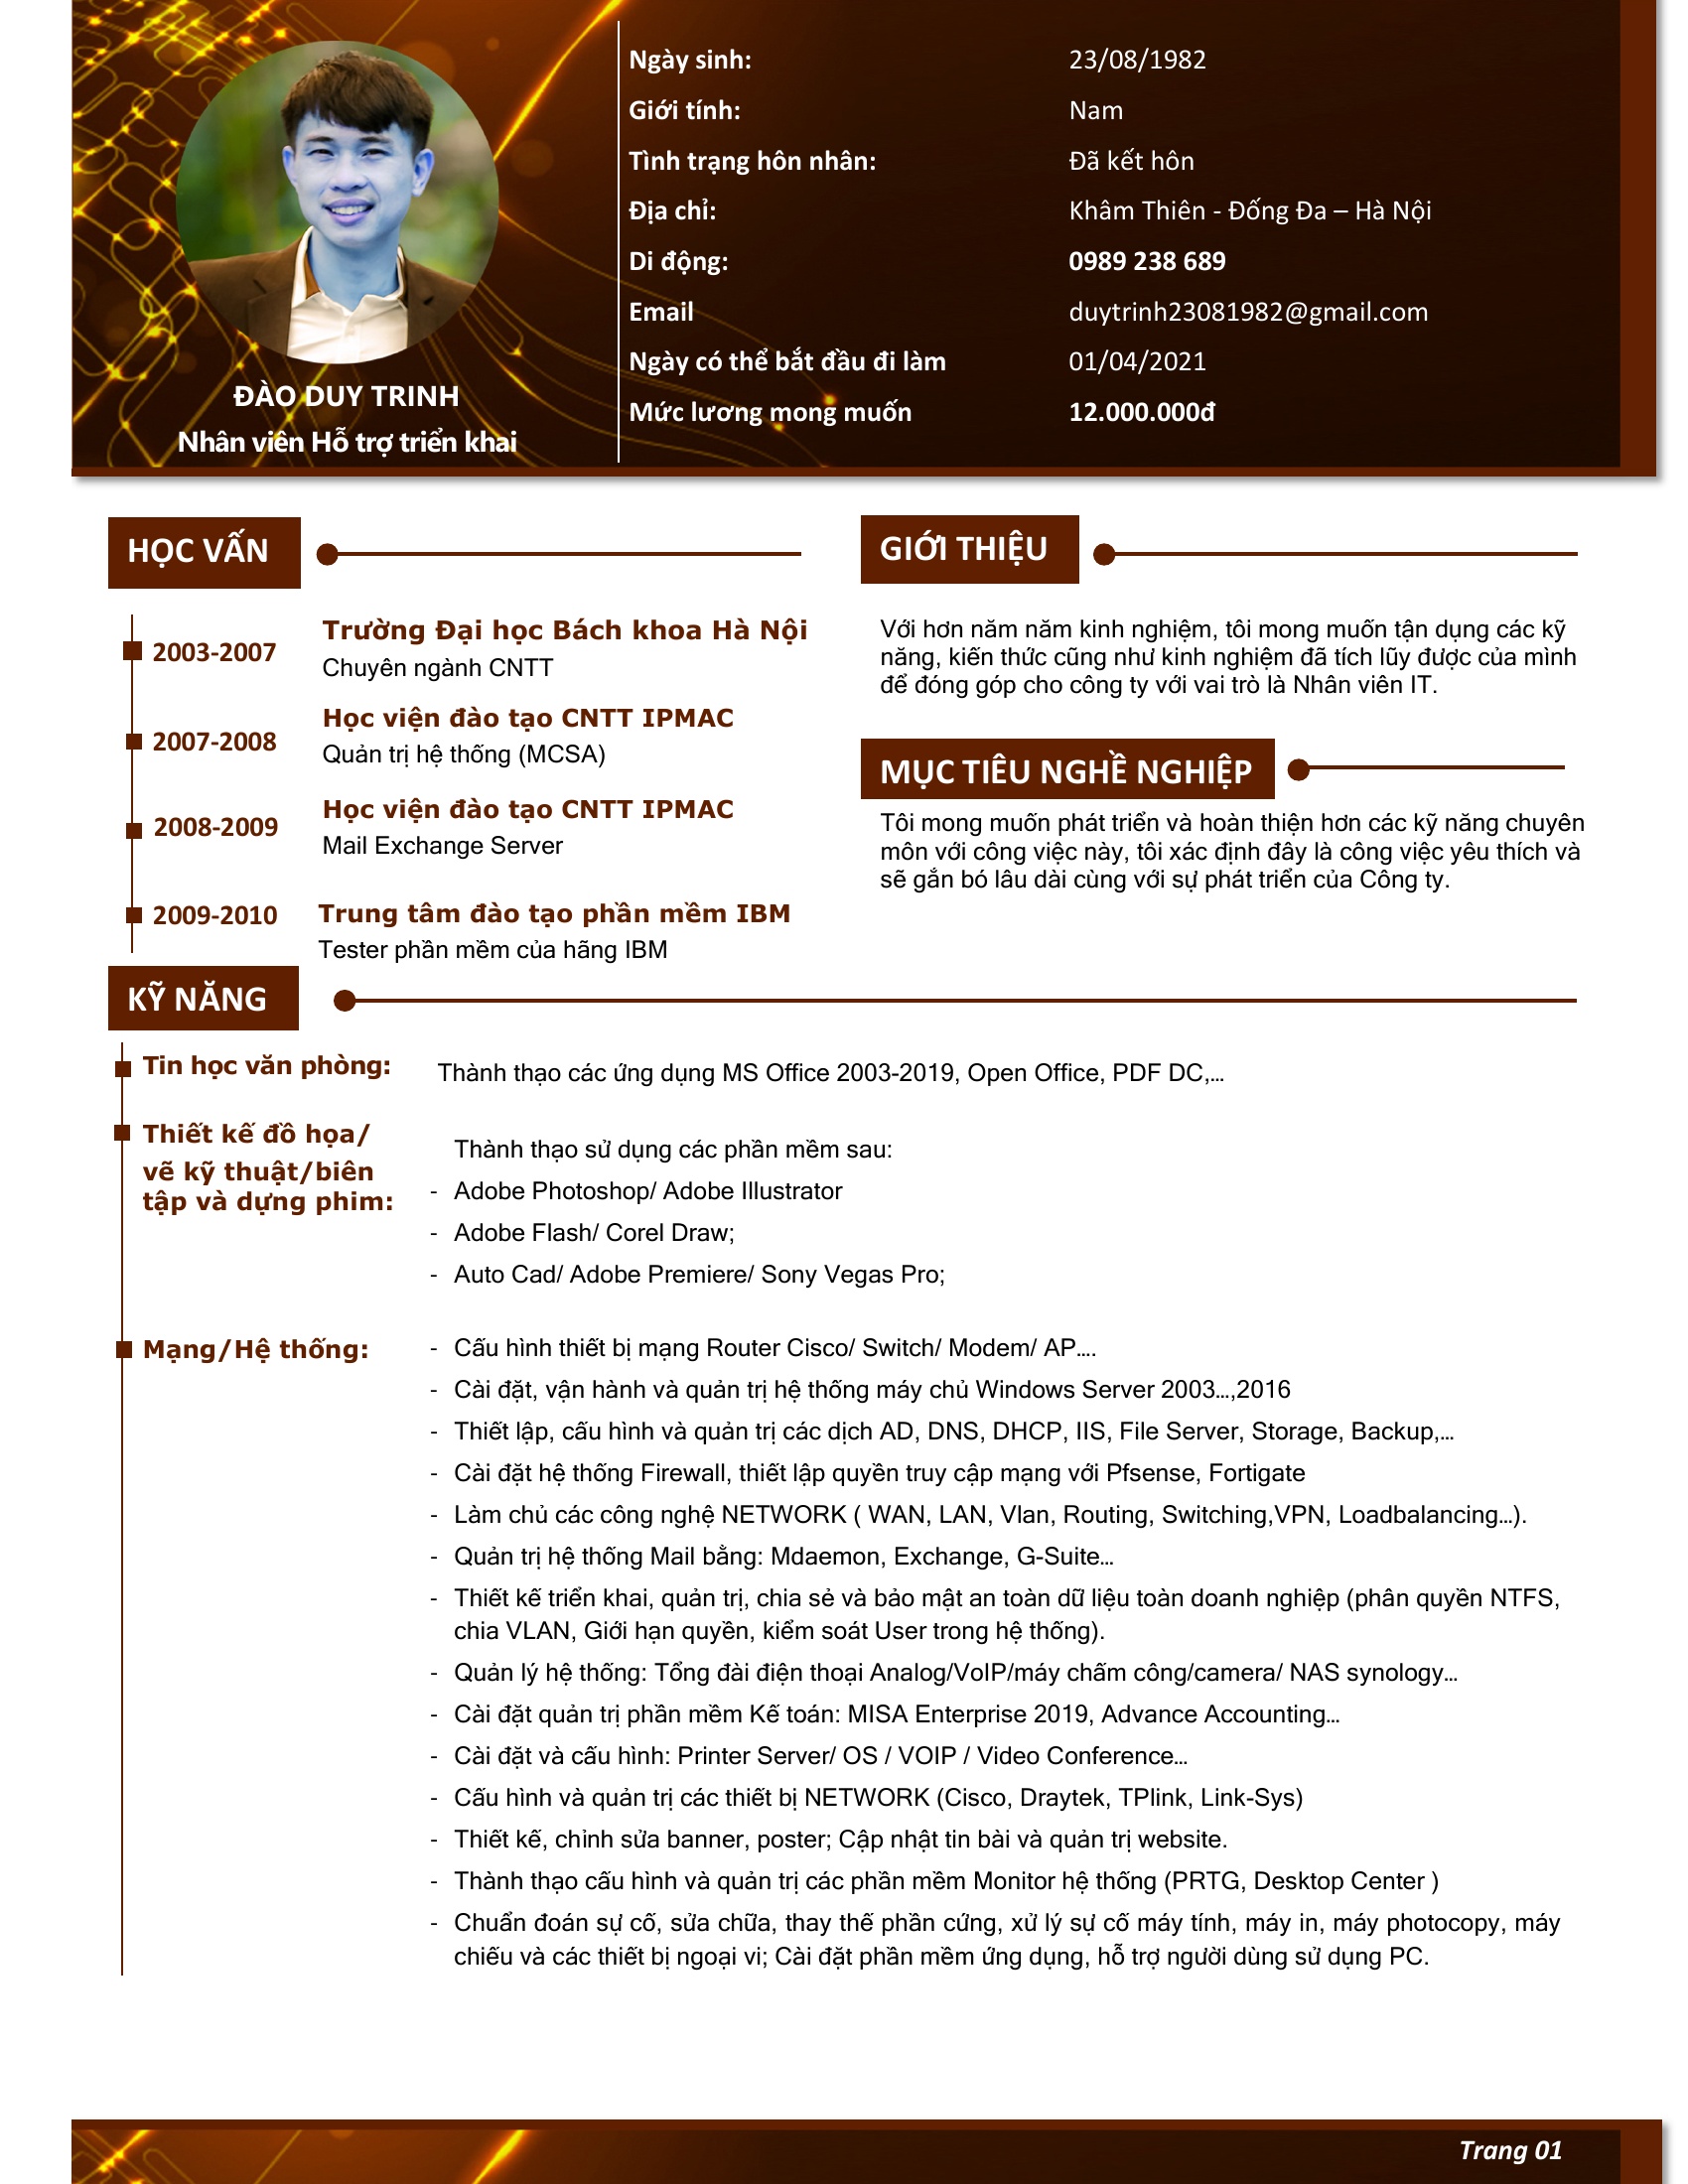 ĐÀO DUY TRINH
Nhân viên Hỗ trợ triển khai
Ngày sinh: 23/08/1982
Giới tính: Nam
Tình trạng hôn nhân: Đã kết hôn
Địa chỉ: Khâm Thiên - Đống Đa – Hà Nội
Di động: 0989 238 689
Email duytrinh23081982@gmail.com
Ngày có thể bắt đầu đi làm 01/04/2021
Mức lương mong muốn 12.000.000đ
HỌC VẤN
2003-2007 Trường Đại học Bách khoa Hà Nội
Chuyên ngành CNTT
2007-2008 Học viện đào tạo CNTT IPMAC
Quản trị hệ thống (MCSA)
2008-2009 Học viện đào tạo CNTT IPMAC
Mail Exchange Server
2009-2010 Trung tâm đào tạo phần mềm IBM
Tester phần mềm của hãng IBM
GIỚI THIỆU
Với hơn năm năm kinh nghiệm, tôi mong muốn tận dụng các kỹ
năng, kiến thức cũng như kinh nghiệm đã tích lũy được của mình
để đóng góp cho công ty với vai trò là Nhân viên IT.
MỤC TIÊU NGHỀ NGHIỆP
Tôi mong muốn phát triển và hoàn thiện hơn các kỹ năng chuyên
môn với công việc này, tôi xác định đây là công việc yêu thích và
sẽ gắn bó lâu dài cùng với sự phát triển của Công ty.
KỸ NĂNG
Tin học văn phòng: Thành thạo các ứng dụng MS Office 2003-2019, Open Office, PDF DC,...
Thiết kế đồ họa/
vẽ kỹ thuật/biên
tập và dựng phim:
Thành thạo sử dụng các phần mềm sau:
- Adobe Photoshop/ Adobe Illustrator
- Adobe Flash/ Corel Draw;
- Auto Cad/ Adobe Premiere/ Sony Vegas Pro;
Mạng/Hệ thống:
- Cấu hình thiết bị mạng Router Cisco/ Switch/ Modem/ AP....
- Cài đặt, vận hành và quản trị hệ thống máy chủ Windows Server 2003...,2016
- Thiết lập, cấu hình và quản trị các dịch AD, DNS, DHCP, IIS, File Server, Storage, Backup,...
- Cài đặt hệ thống Firewall, thiết lập quyền truy cập mạng với Pfsense, Fortigate
- Làm chủ các công nghệ NETWORK ( WAN, LAN, Vlan, Routing, Switching,VPN, Loadbalancing...).
- Quản trị hệ thống Mail bằng: Mdaemon, Exchange, G-Suite...
- Thiết kế triển khai, quản trị, chia sẻ và bảo mật an toàn dữ liệu toàn doanh nghiệp (phân quyền NTFS,
chia VLAN, Giới hạn quyền, kiểm soát User trong hệ thống).
- Quản lý hệ thống: Tổng đài điện thoại Analog/VoIP/máy chấm công/camera/ NAS synology...
- Cài đặt quản trị phần mềm Kế toán: MISA Enterprise 2019, Advance Accounting...
- Cài đặt và cấu hình: Printer Server/ OS / VOIP / Video Conference...
- Cấu hình và quản trị các thiết bị NETWORK (Cisco, Draytek, TPlink, Link-Sys)
- Thiết kế, chỉnh sửa banner, poster; Cập nhật tin bài và quản trị website.
- Thành thạo cấu hình và quản trị các phần mềm Monitor hệ thống (PRTG, Desktop Center )
- Chuẩn đoán sự cố, sửa chữa, thay thế phần cứng, xử lý sự cố máy tính, máy in, máy photocopy, máy
chiếu và các thiết bị ngoại vi; Cài đặt phần mềm ứng dụng, hỗ trợ người dùng sử dụng PC.
Trang 01